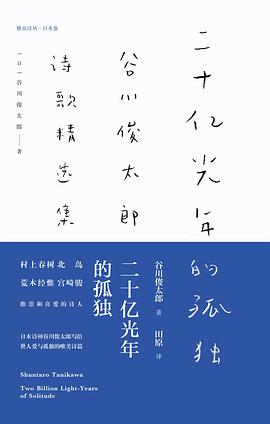 雅众诗丛·日本卷
[日]谷川俊太郎——著
二十亿光年的孤独
谷川俊太郎
诗歌精选集
村上春树 北岛
荒木经惟 宫崎骏
推崇和喜爱的诗人
二十亿光年
的孤独
谷川俊太郎 著
田原 译
日本诗神谷川俊太郎写给
世人爱与孤独的唯美诗篇
Shuntaro Tanikawa
Two Billion Light-Years
of Solitude